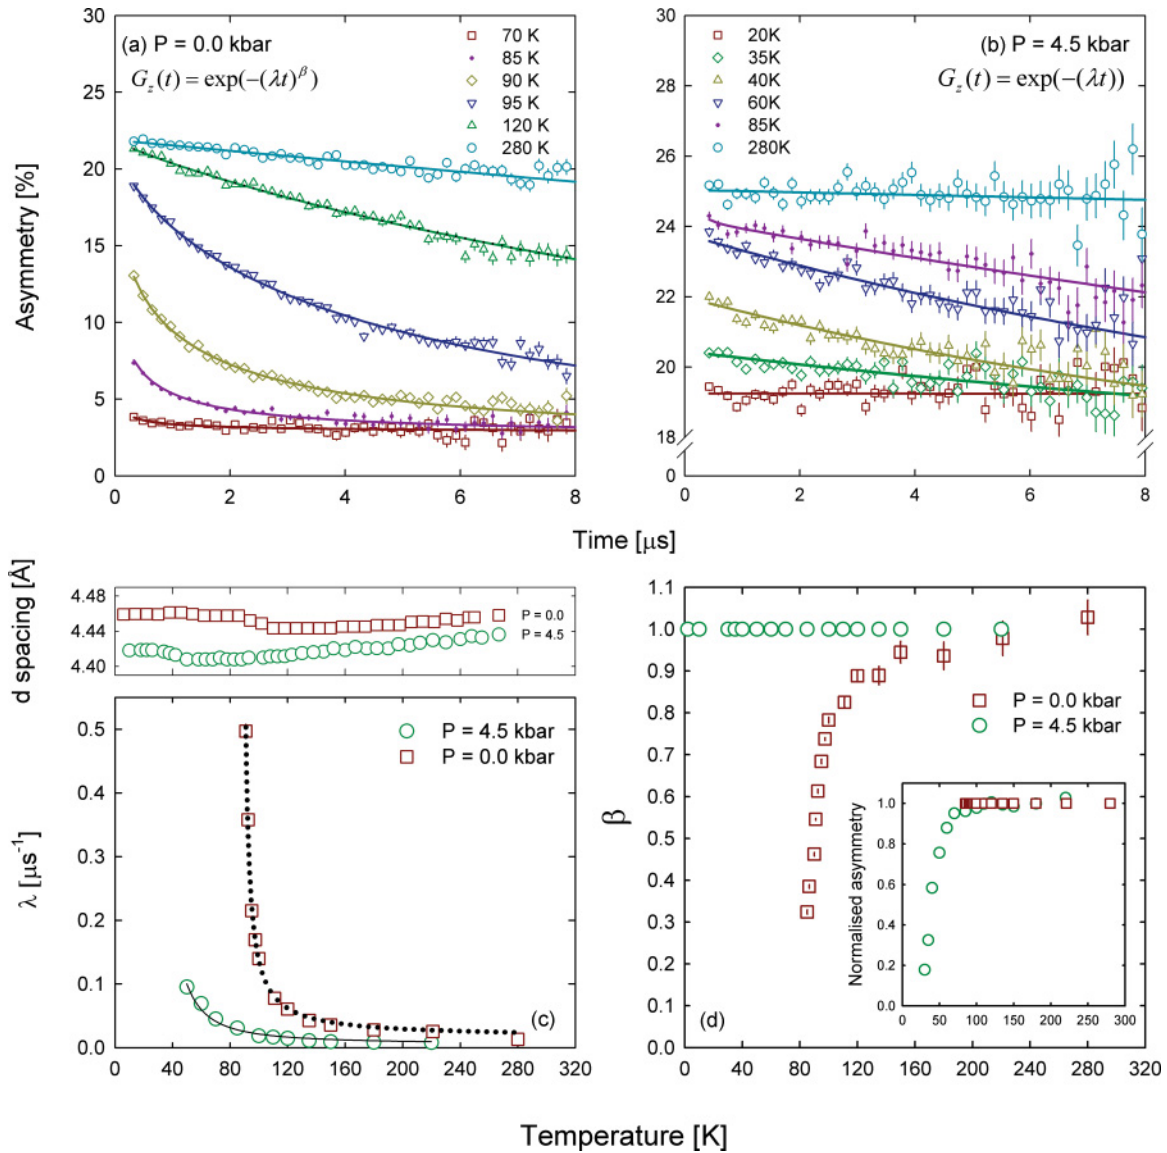 (a) P = 0.0 kbar
G_z(t) = exp(-(λt)^β)
70 K
85 K
90 K
95 K
120 K
280 K
Asymmetry [%]
30
25
20
15
10
5
0
0 2 4 6 8
20K
35K
40K
60K
85K
280K
(b) P = 4.5 kbar
G_z(t) = exp(-(λt))
30
28
26
24
22
20
18
0
0 2 4 6 8
Time [μs]
d spacing [Å]
4.48
4.44
4.40
P = 0.0
P = 4.5
λ [μs⁻¹]
0.5
0.4
0.3
0.2
0.1
0.0
P = 4.5 kbar
P = 0.0 kbar
(c)
0 40 80 120 160 200 240 280 320
β
1.1
1.0
0.9
0.8
0.7
0.6
0.5
0.4
0.3
0.2
0.1
0.0
P = 0.0 kbar
P = 4.5 kbar
(d)
Normalised asymmetry
1.0
0.8
0.6
0.4
0.2
0.0
0 50 100 150 200 250 300
0 40 80 120 160 200 240 280 320
Temperature [K]